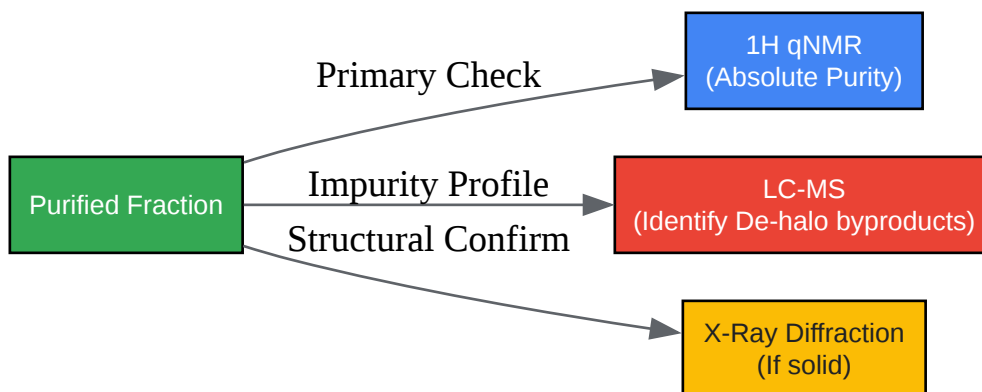 Primary Check
1H qNMR
(Absolute Purity)
Purified Fraction
Impurity Profile
LC-MS
(Identify De-halo byproducts)
Structural Confirm
X-Ray Diffraction
(If solid)